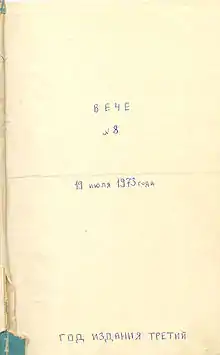 ВЕЧЕ
№ 8
19 июля 1973 года
ГОД ИЗДАНИЯ ТРЕТИЙ